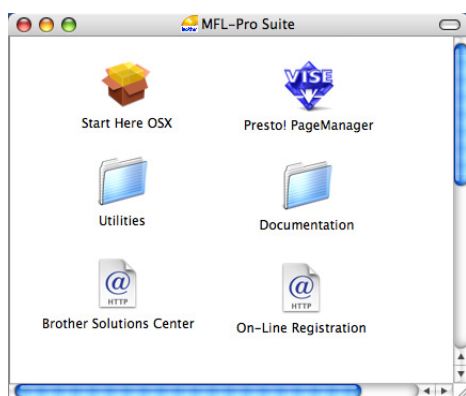 MFL-Pro Suite
Start Here OSX
VISE
Presto! PageManager
Utilities
Documentation
@
HTTP
Brother Solutions Center
@
HTTP
On-Line Registration